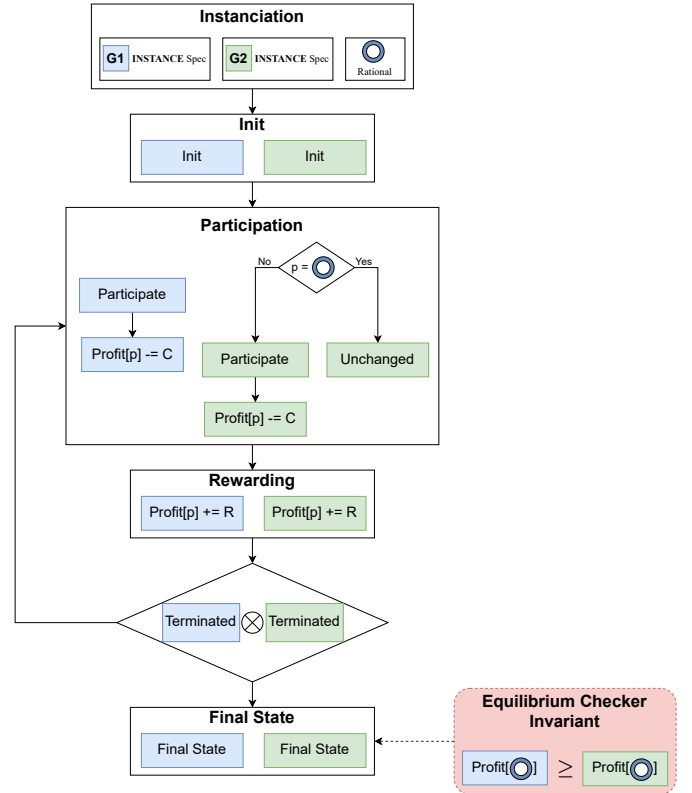 Instanciation
G1 INSTANCE Spec
G2 INSTANCE Spec
Rational
Init
Init
Init
Participation
p =
No
Yes
Participate
Profit[p] -= C
Participate
Unchanged
Profit[p] -= C
Rewarding
Profit[p] += R
Profit[p] += R
Terminated
Terminated
Final State
Final State
Final State
Equilibrium Checker
Invariant
Profit[ ] ≥ Profit[ ]